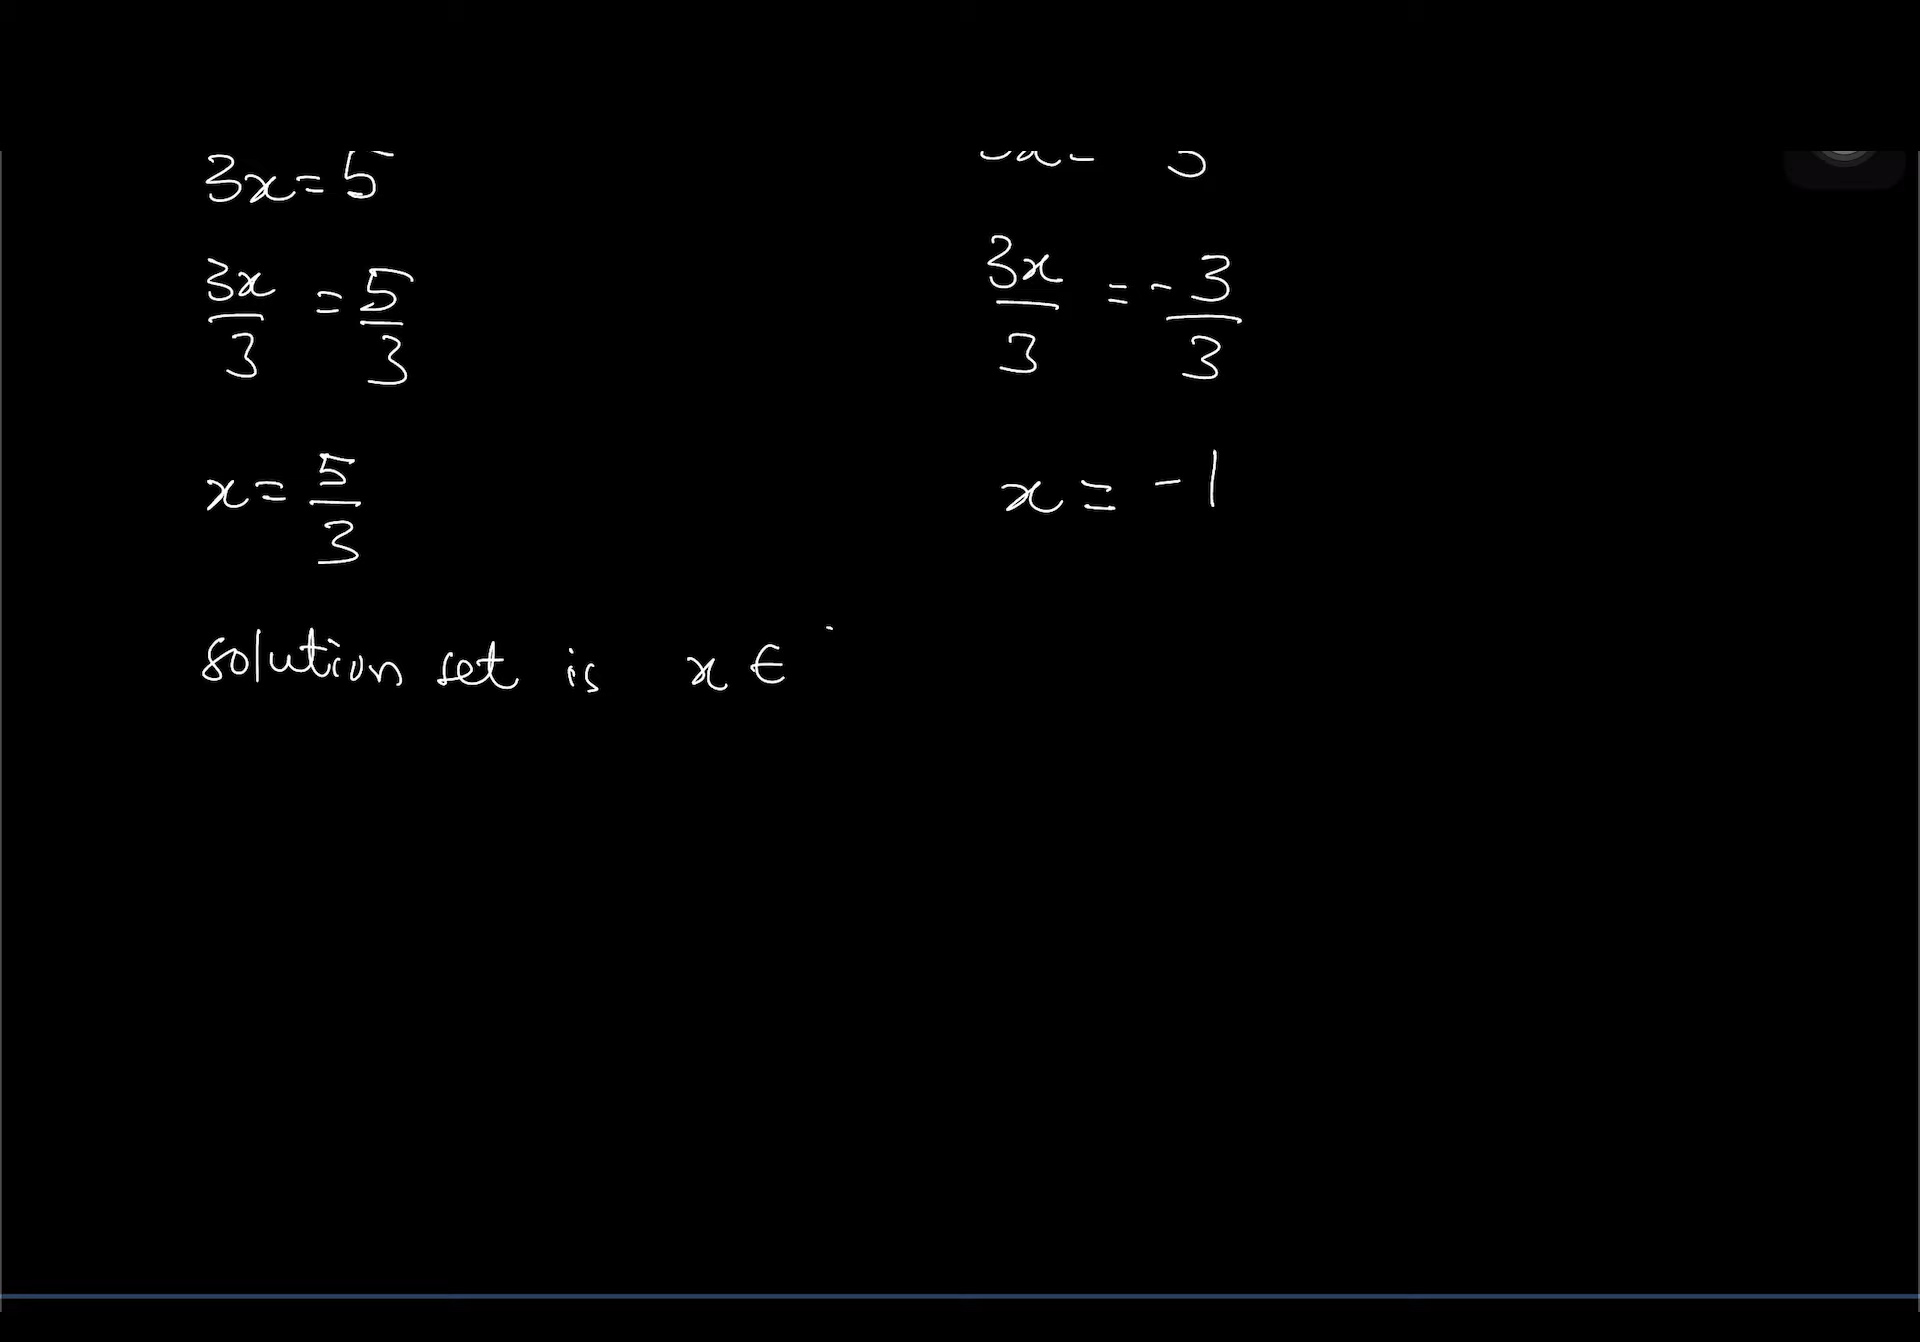 3x = 5
3x/3 = 5/3
x = 5/3
3x/3 = -3/3
x = -1
solution set is x ∈